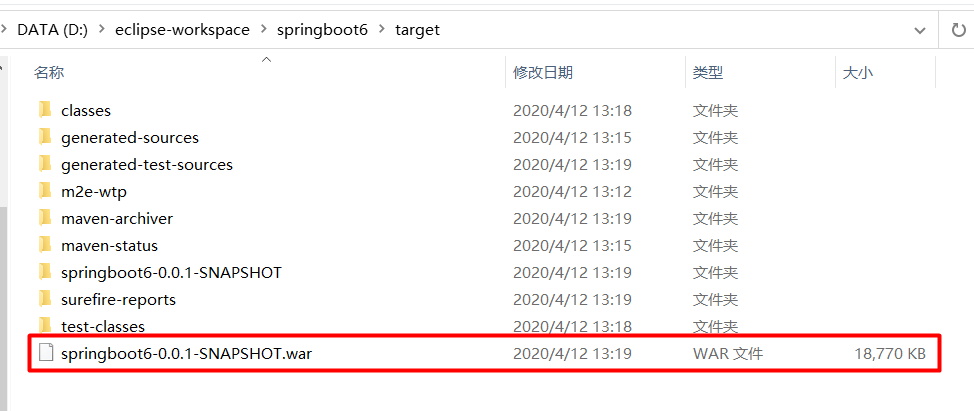 DATA (D:) > eclipse-workspace > springboot6 > target
名称 修改日期 类型 大小
classes 2020/4/12 13:18 文件夹
generated-sources 2020/4/12 13:15 文件夹
generated-test-sources 2020/4/12 13:19 文件夹
m2e-wtp 2020/4/12 13:12 文件夹
maven-archiver 2020/4/12 13:19 文件夹
maven-status 2020/4/12 13:15 文件夹
springboot6-0.0.1-SNAPSHOT 2020/4/12 13:19 文件夹
surefire-reports 2020/4/12 13:19 文件夹
test-classes 2020/4/12 13:18 文件夹
springboot6-0.0.1-SNAPSHOT.war 2020/4/12 13:19 WAR 文件 18,770 KB